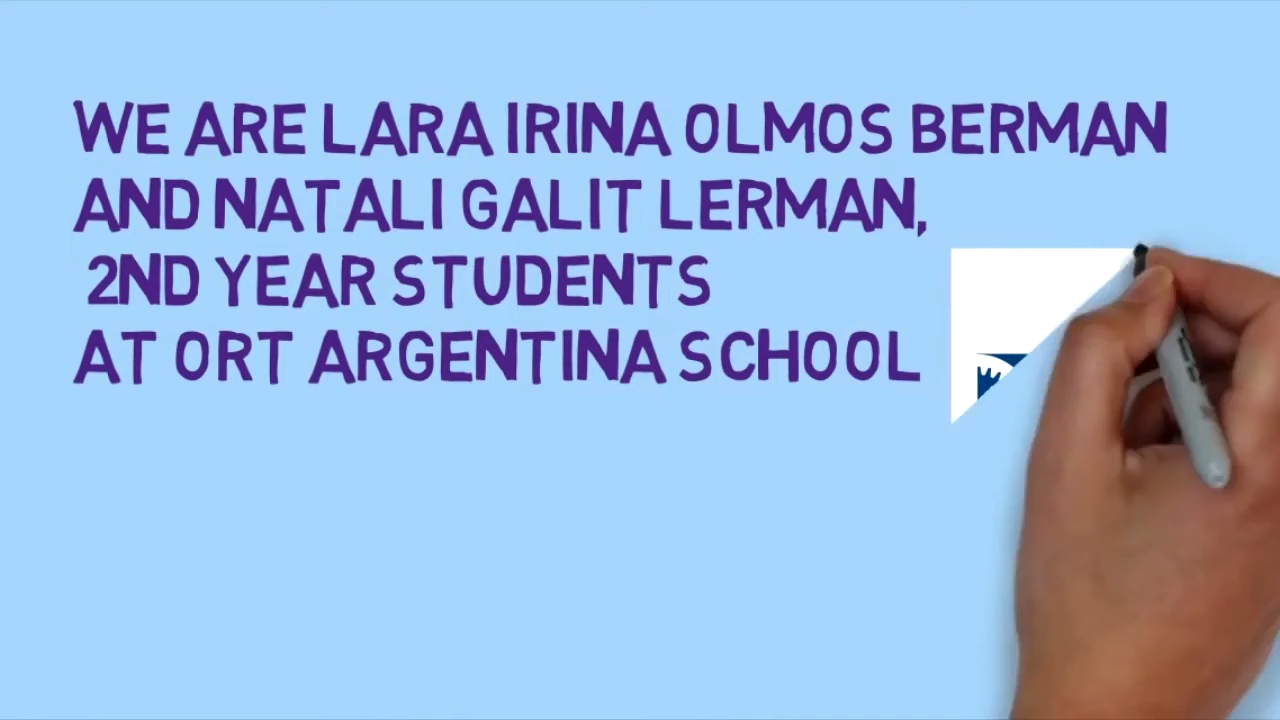 WE ARE LARA IRINA OLMOS BERMAN
AND NATALI GALIT LERMAN,
2ND YEAR STUDENTS
AT ORT ARGENTINA SCHOOL